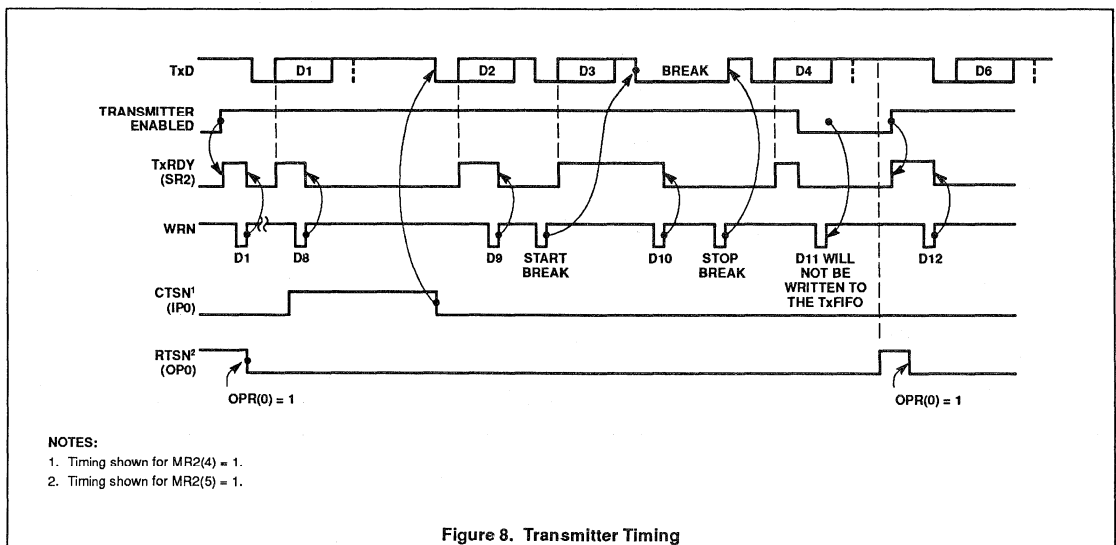 TxD
D1
D2
D3
BREAK
D4
D6
TRANSMITTER
ENABLED
TxRDY
(SR2)
WRN
D1
D8
D9
START
BREAK
D10
STOP
BREAK
D11 WILL
NOT BE
WRITTEN TO
THE TxFIFO
D12
CTSN¹
(IP0)
RTSN²
(OP0)
OPR(0) = 1
OPR(0) = 1
NOTES:
1. Timing shown for MR2(4) = 1.
2. Timing shown for MR2(5) = 1.
Figure 8. Transmitter Timing